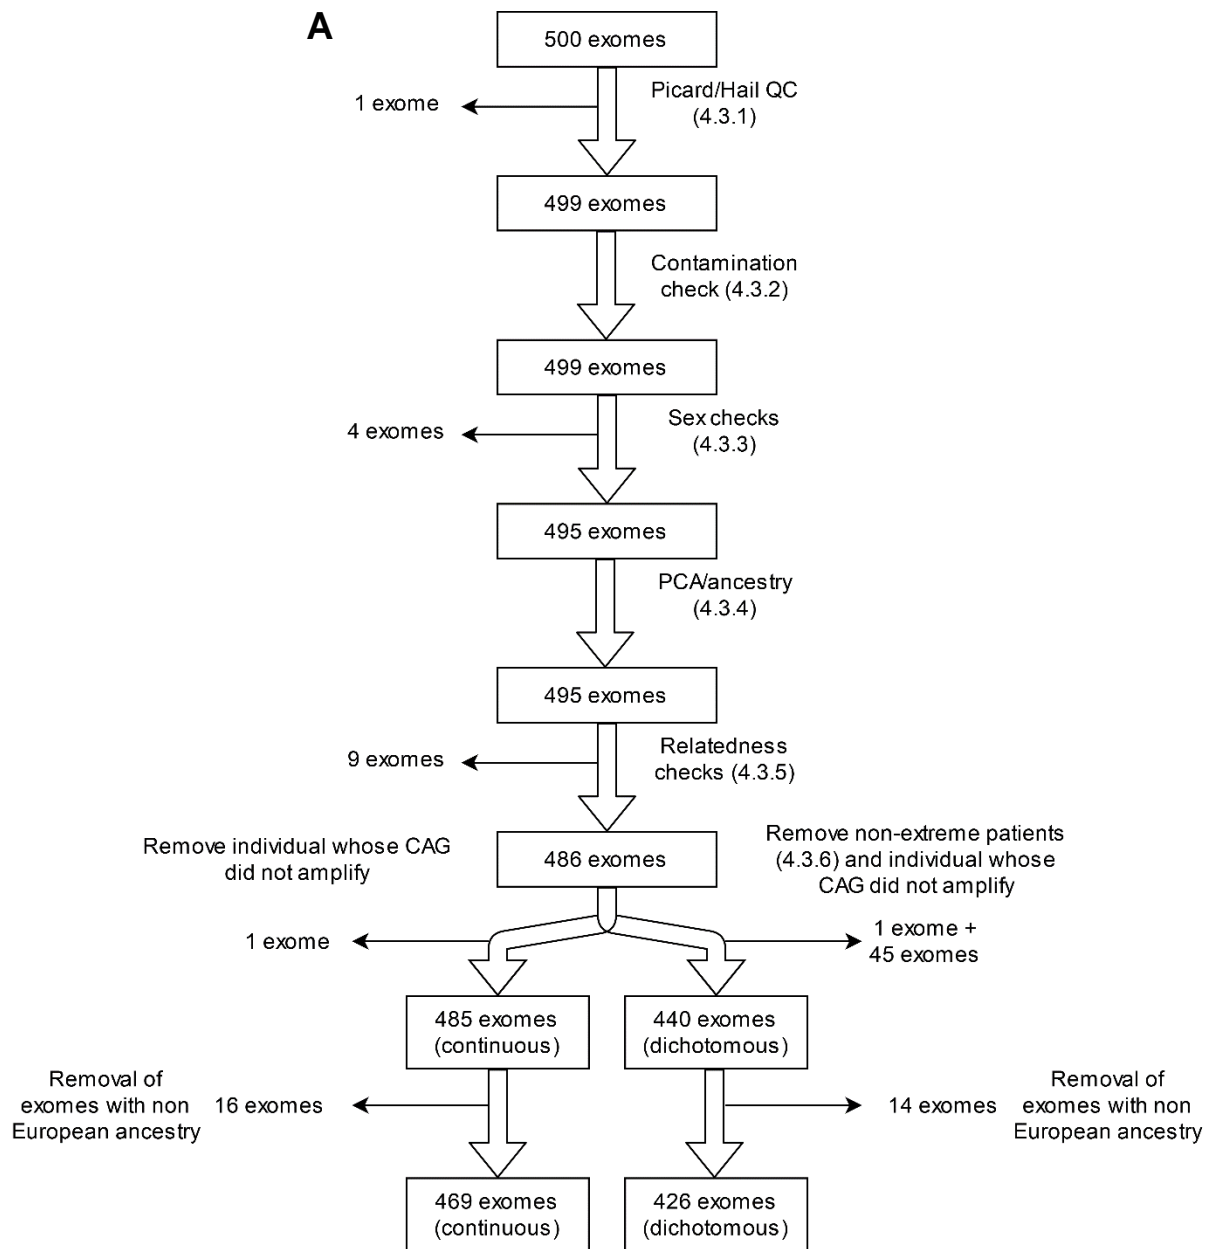 A
500 exomes
1 exome
Picard/Hail QC
(4.3.1)
499 exomes
Contamination
check (4.3.2)
499 exomes
4 exomes
Sex checks
(4.3.3)
495 exomes
PCA/ancestry
(4.3.4)
495 exomes
9 exomes
Relatedness
checks (4.3.5)
Remove individual whose CAG
did not amplify
486 exomes
Remove non-extreme patients
(4.3.6) and individual whose
CAG did not amplify
1 exome
1 exome +
45 exomes
485 exomes
(continuous)
440 exomes
(dichotomous)
Removal of
exomes with non
European ancestry
16 exomes
14 exomes
Removal of
exomes with non
European ancestry
469 exomes
(continuous)
426 exomes
(dichotomous)